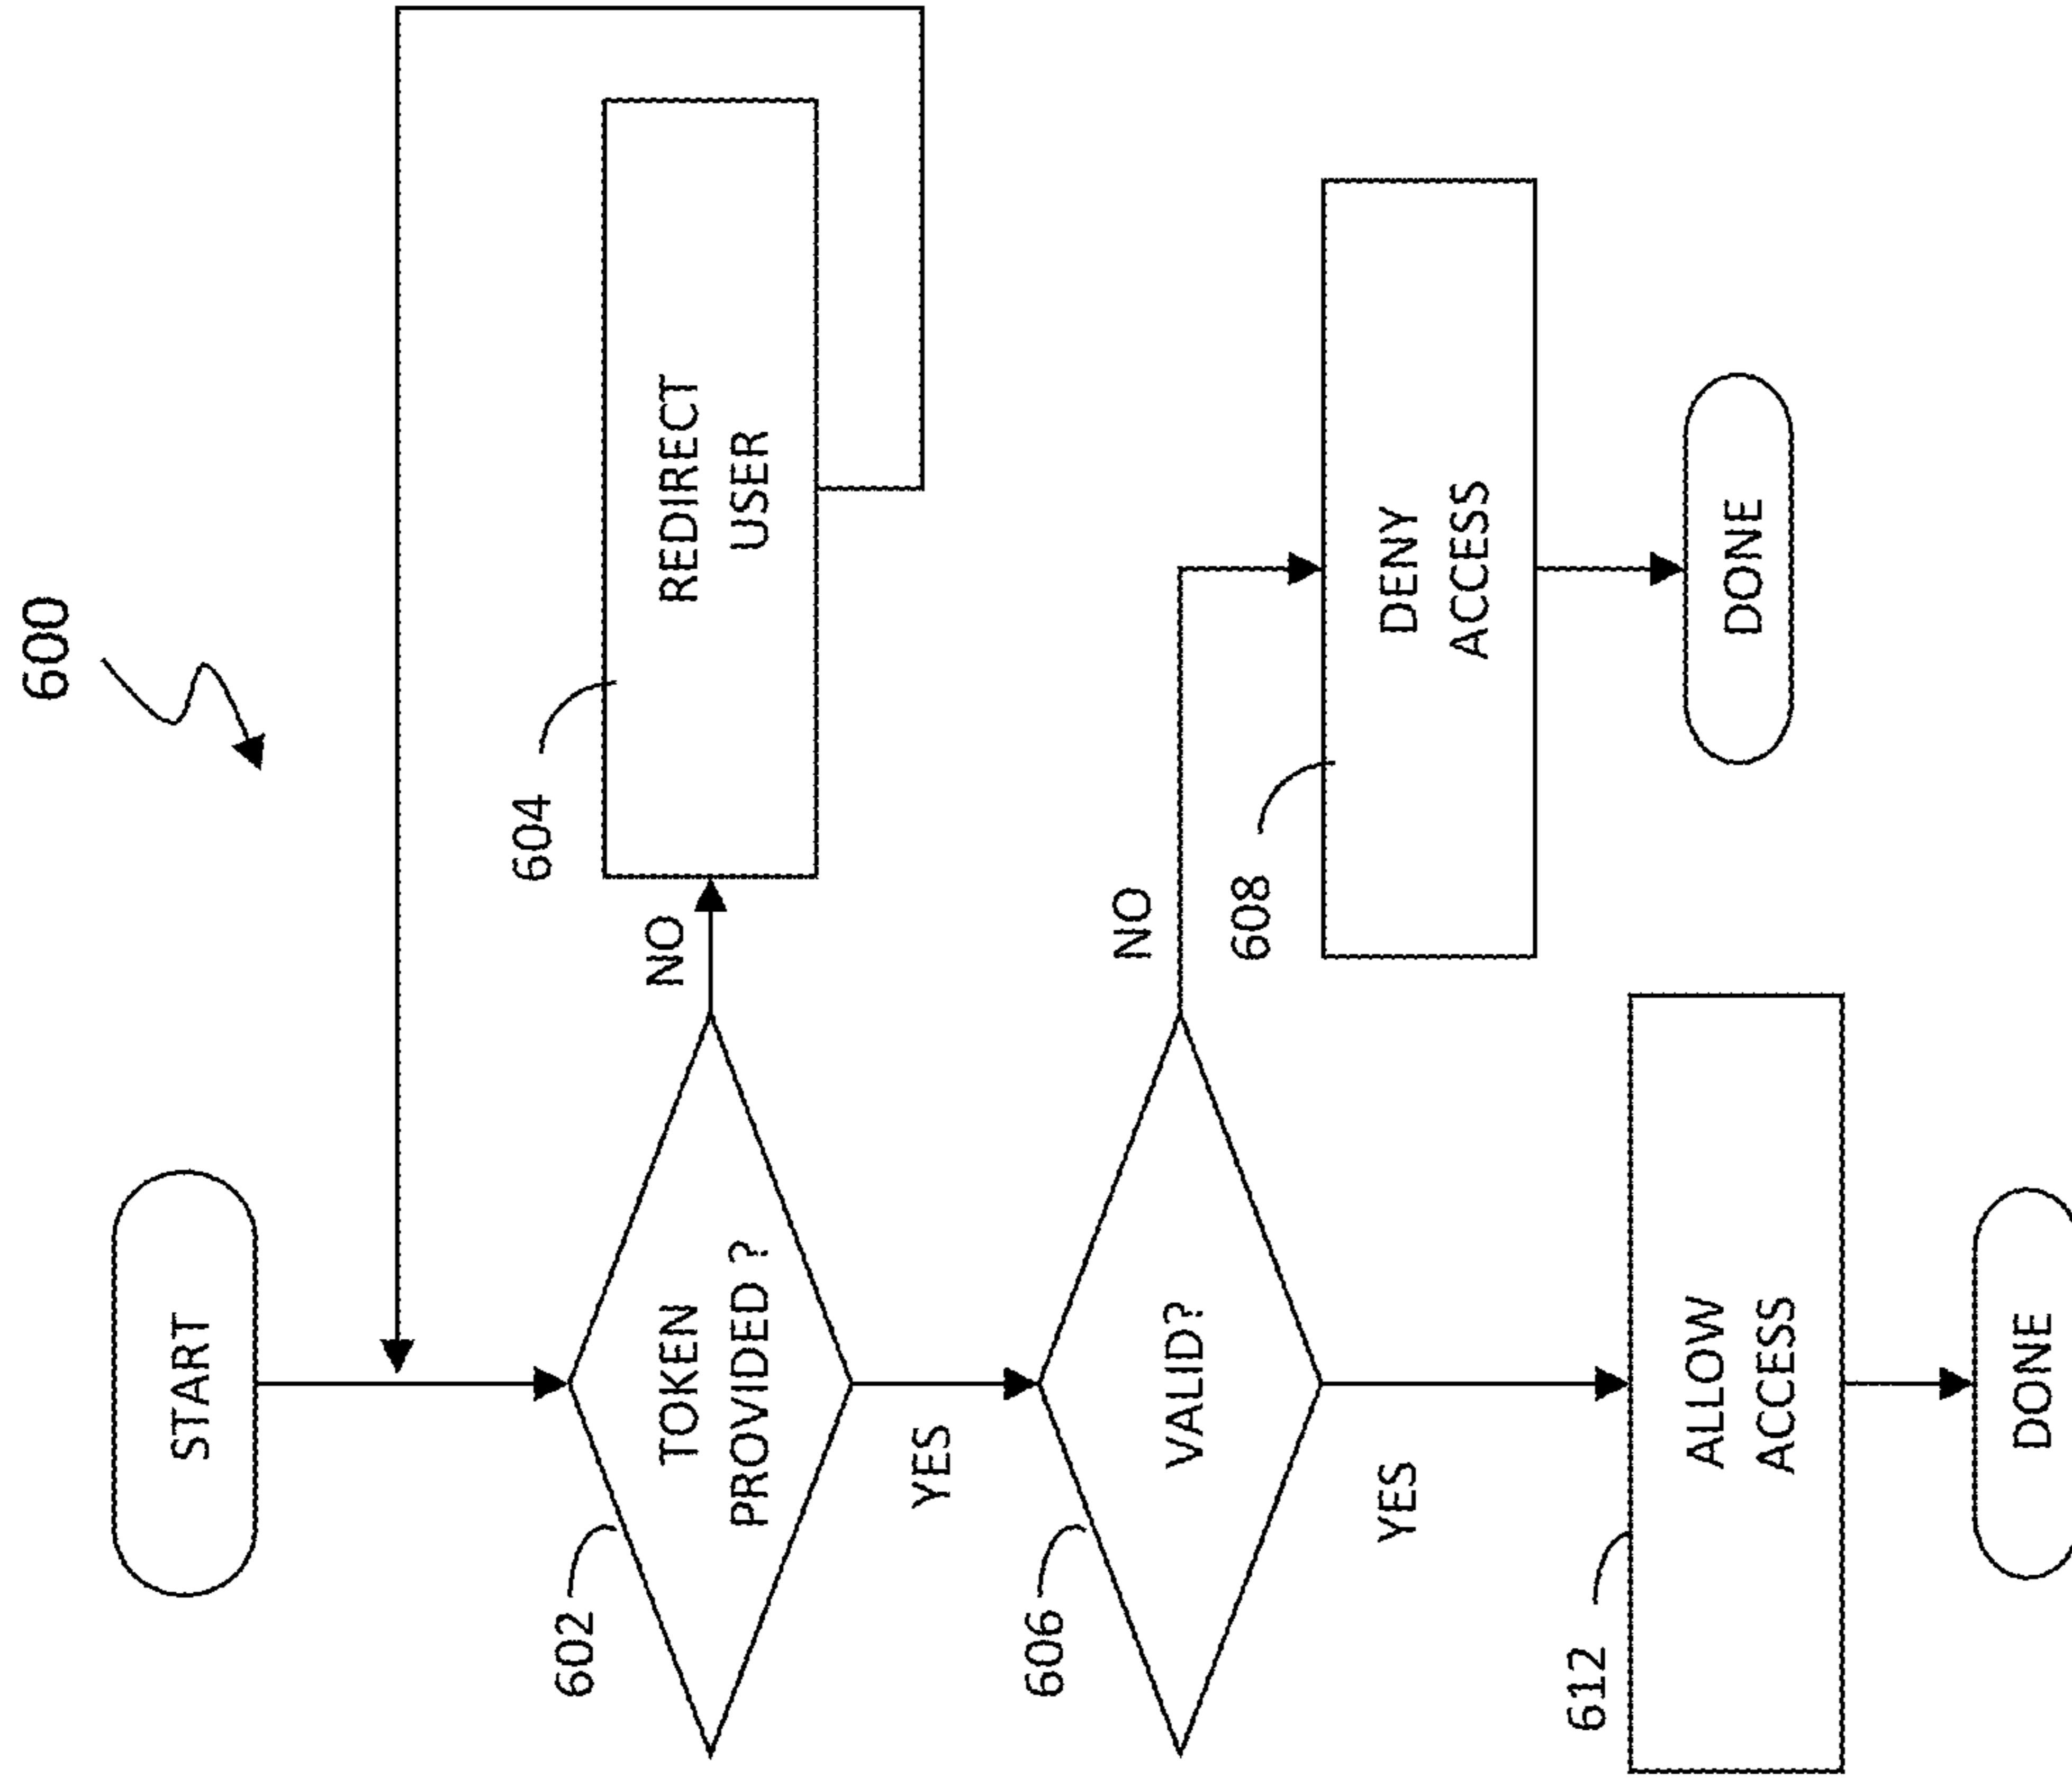 600
START
602
TOKEN
PROVIDED ?
NO
604
REDIRECT
USER
YES
606
VALID?
NO
608
DENY
ACCESS
DONE
YES
612
ALLOW
ACCESS
DONE